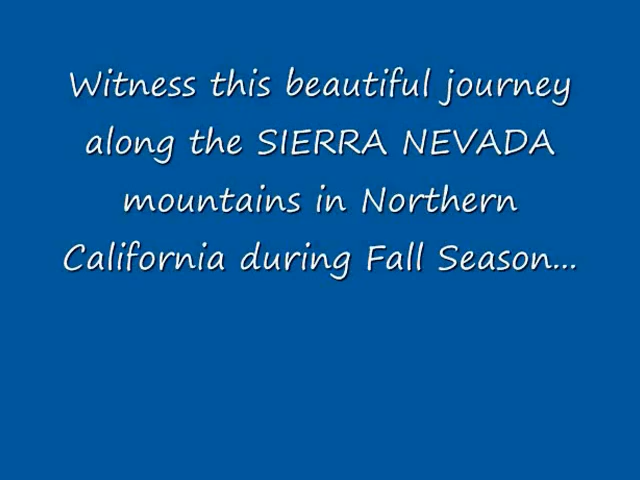 Witness this beautiful journey
along the SIERRA NEVADA
mountains in Northern
California during Fall Season...